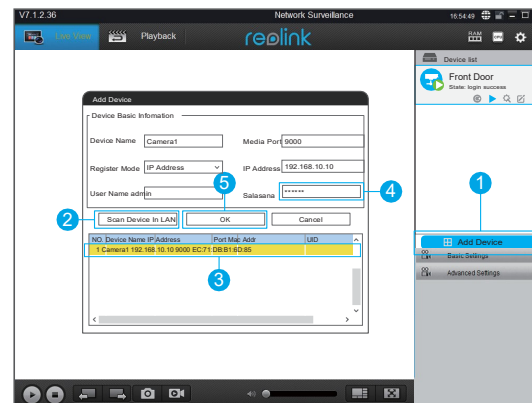 V7.1.2.36 Network Surveillance 16:54:49
Live View Playback reolink RAM CPU
Device list
Front Door
State: login success
Add Device
Device Basic Infomation
Device Name Camera1 Media Port 9000
Register Mode IP Address IP Address 192.168.10.10
User Name admin Salasana ******
5
4
1
2 Scan Device In LAN OK Cancel
NO. Device Name IP Address Port Mac Addr UID
1 Camera1 192.168.10.10 9000 EC:71:DB:B1:6D:85
3
Add Device
Basic Settings
Advanced Settings